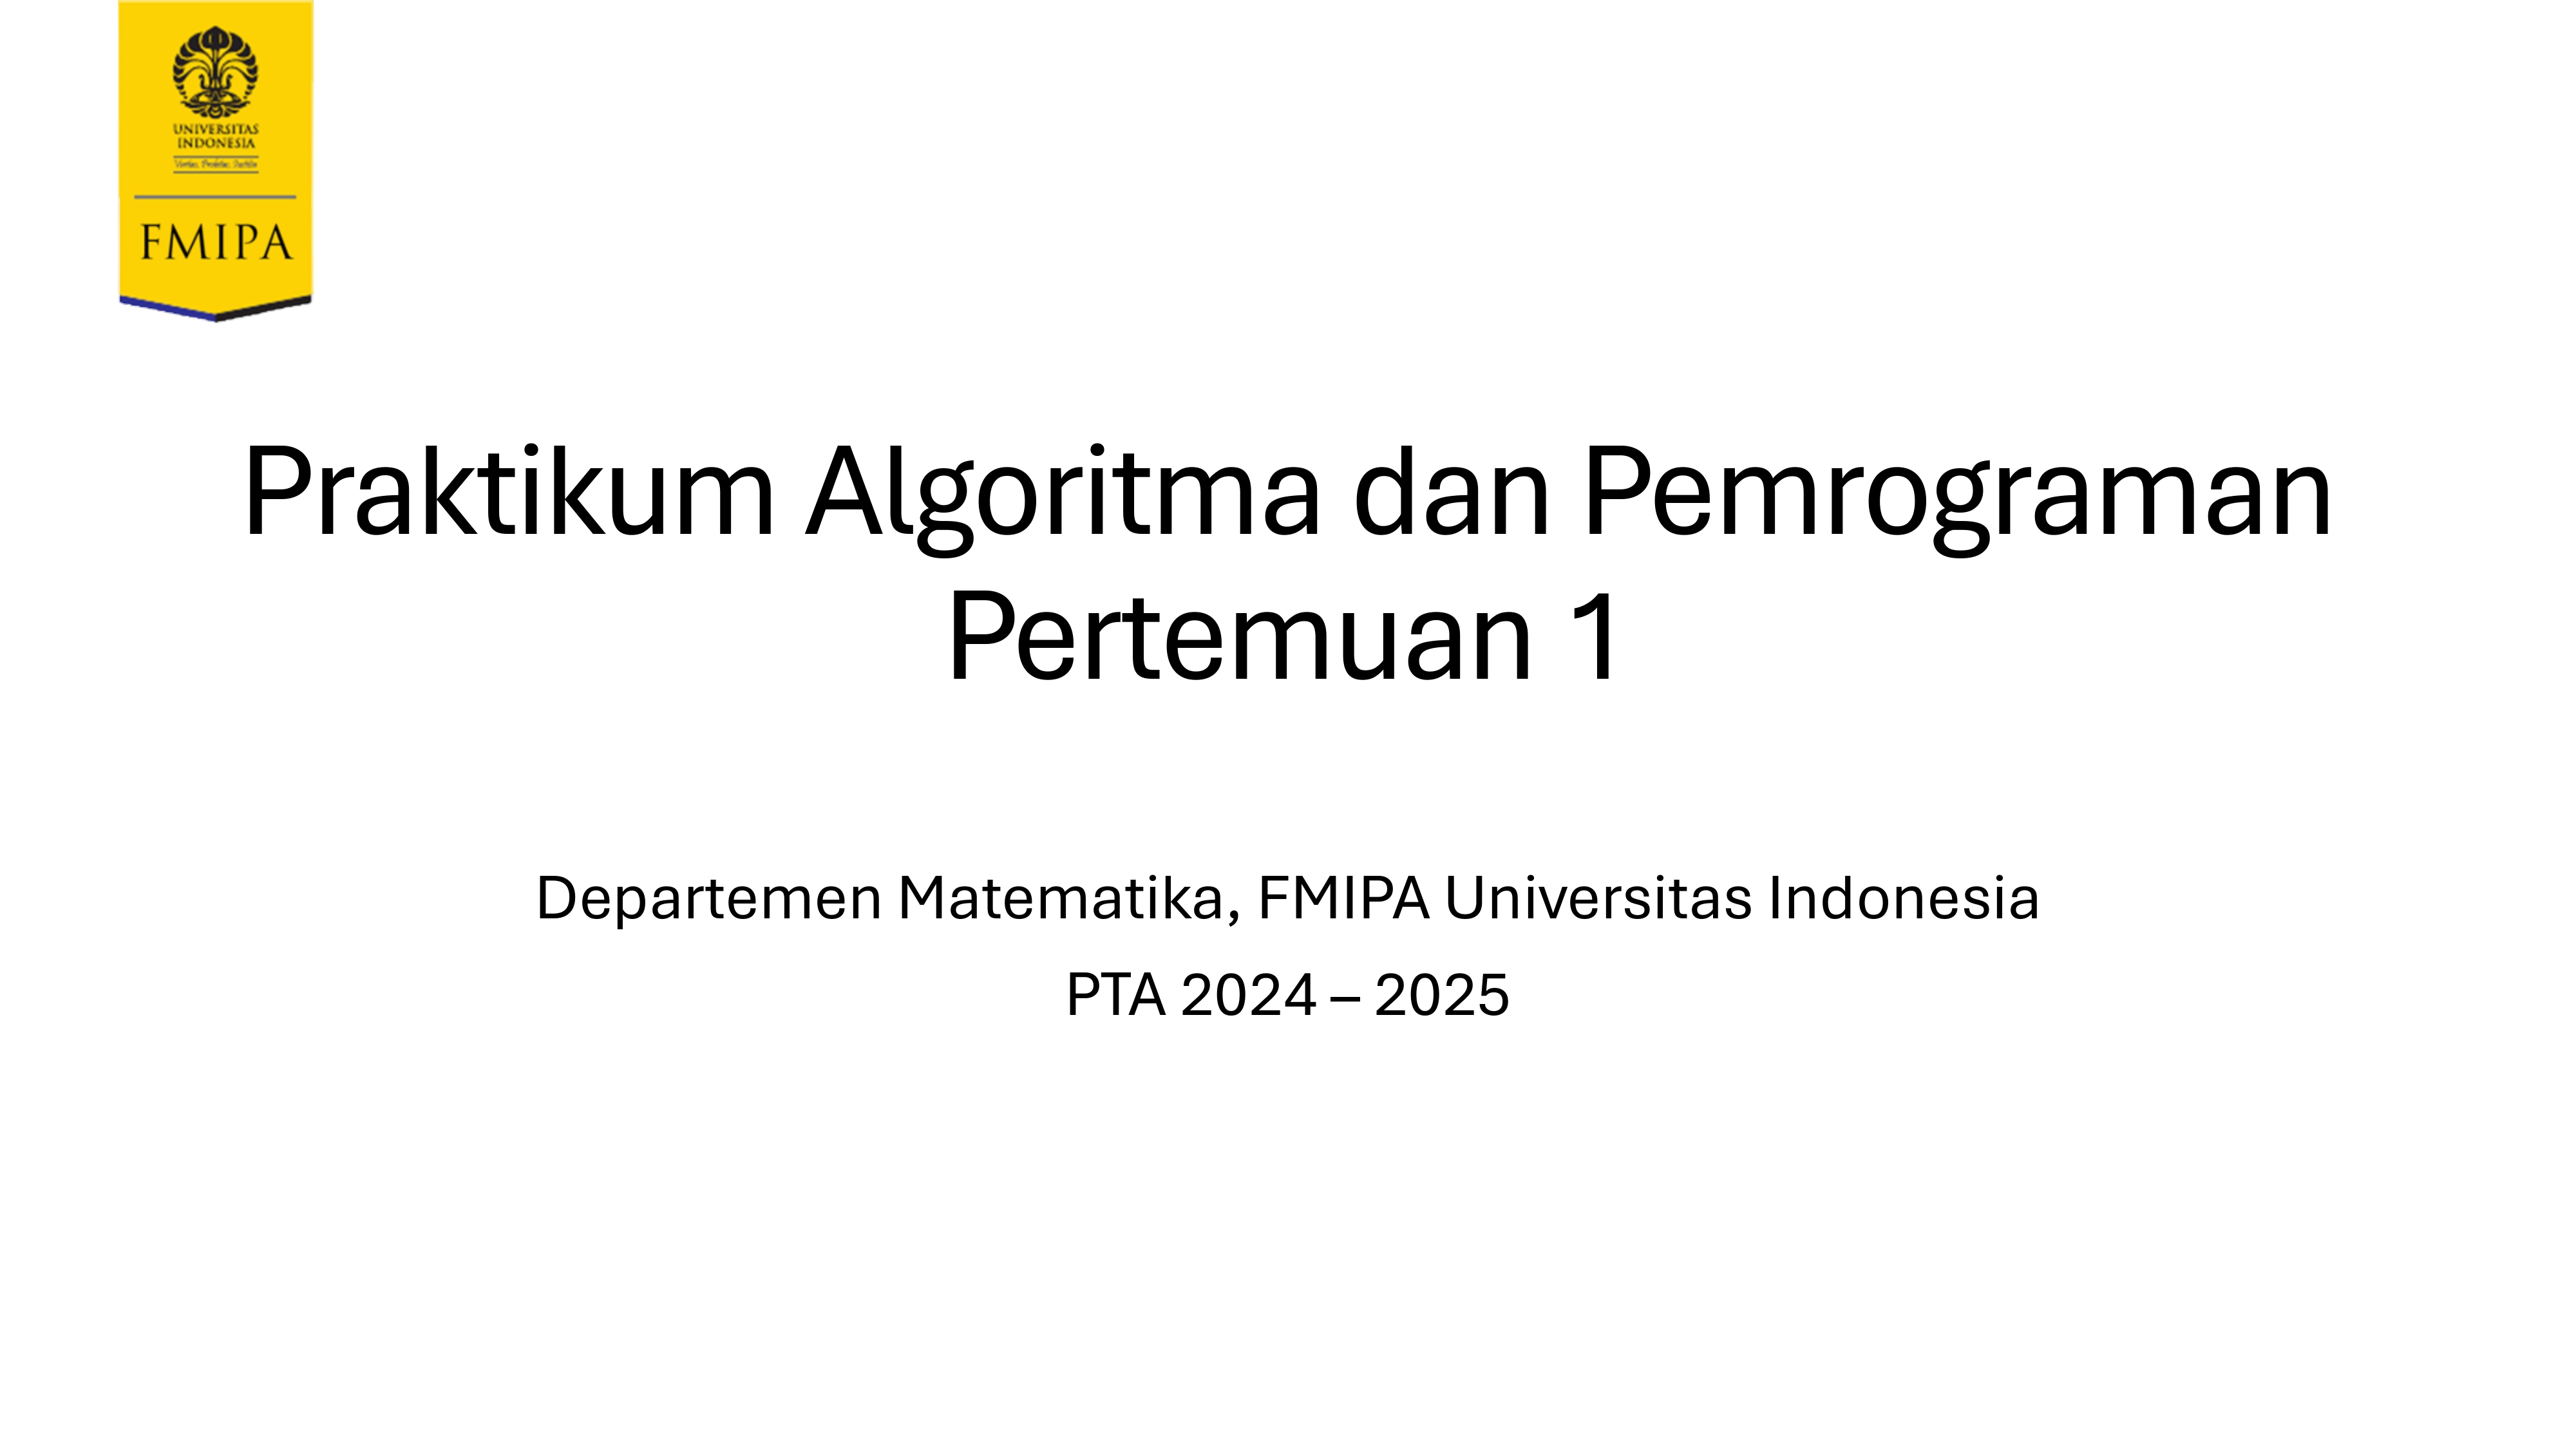 UNIVERSITAS
INDONESIA
Veritas, Probitas, Justitia
FMIPA
Praktikum Algoritma dan Pemrograman
Pertemuan 1
Departemen Matematika, FMIPA Universitas Indonesia
PTA 2024 – 2025